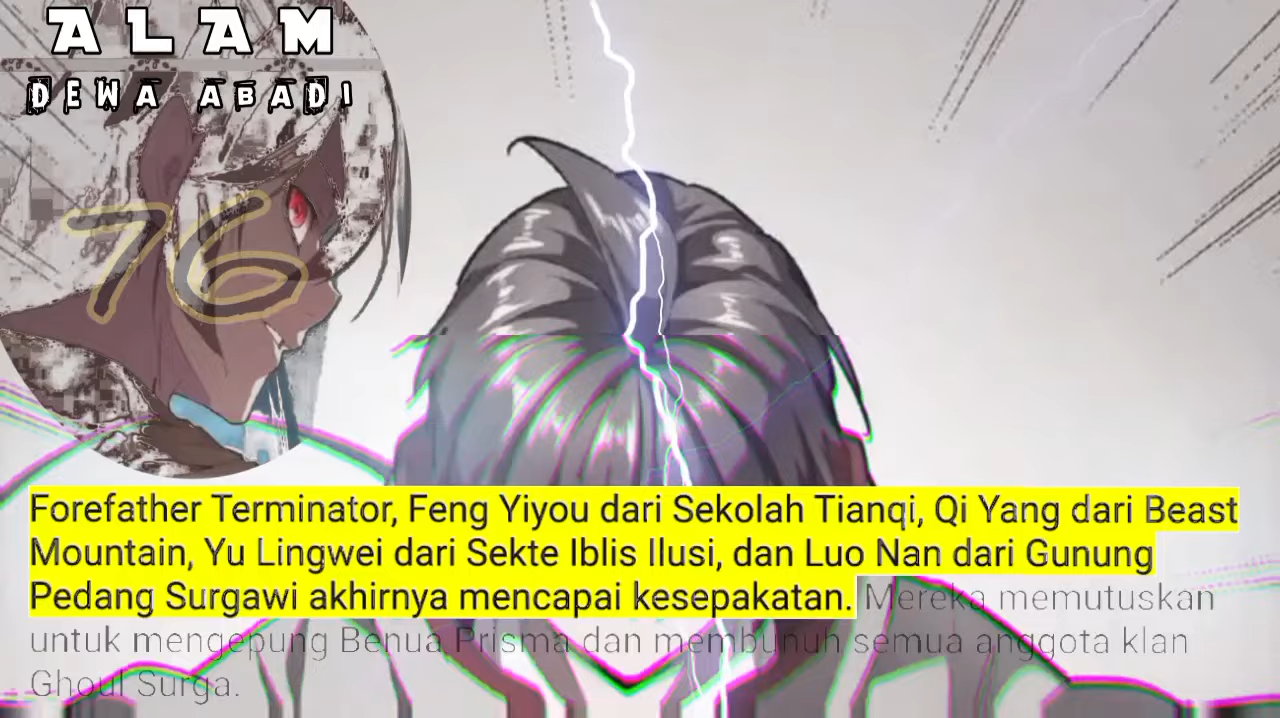 ALAM
DEWA ABADI
76
Forefather Terminator, Feng Yiyou dari Sekolah Tianqi, Qi Yang dari Beast
Mountain, Yu Lingwei dari Sekte Iblis Ilusi, dan Luo Nan dari Gunung
Pedang Surgawi akhirnya mencapai kesepakatan. Mereka memutuskan
untuk mengepung Benua Prisma dan membunuh semua anggota klan
Ghoul Surga.